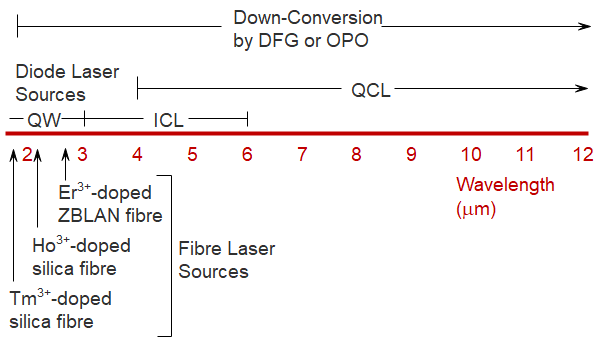 Down-Conversion
by DFG or OPO
Diode Laser
Sources
QCL
QW
ICL
2 3 4 5 6 7 8 9 10 11 12
Wavelength
(μm)
Er³⁺-doped
ZBLAN fibre
Ho³⁺-doped
silica fibre
Fibre Laser
Sources
Tm³⁺-doped
silica fibre